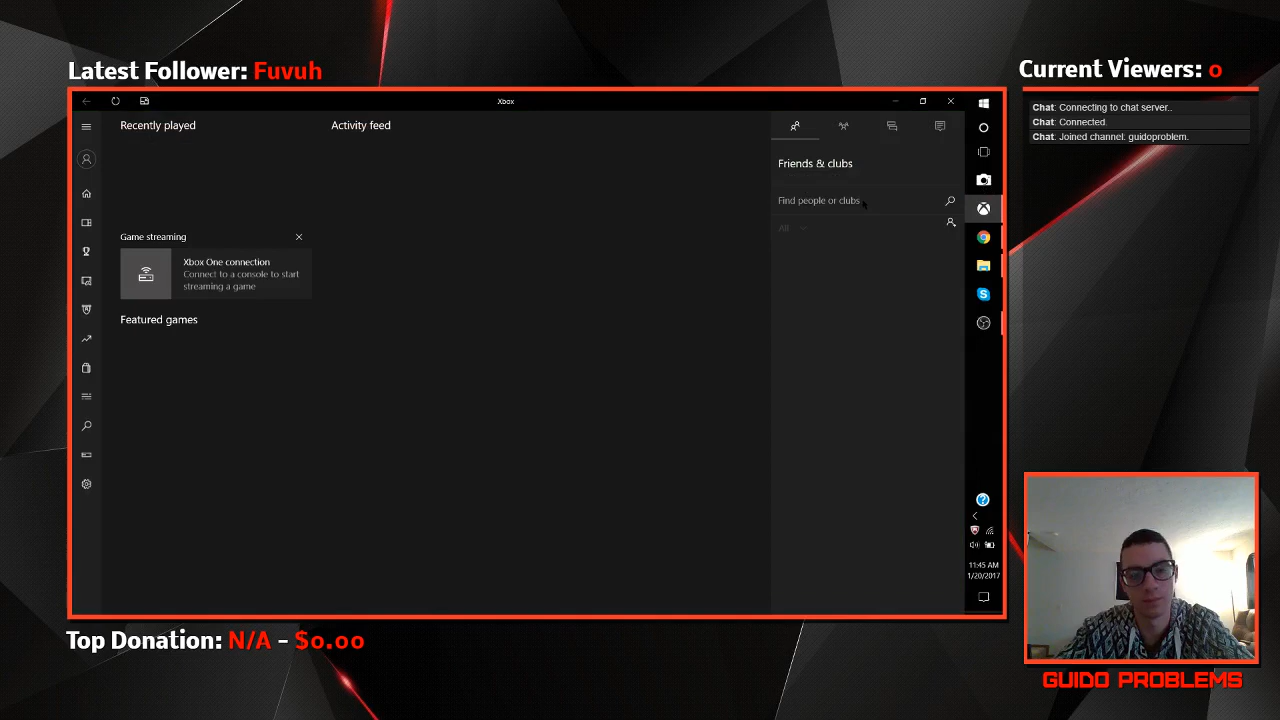 Latest Follower: Fuvuh
Current Viewers: 0
Xbox
Recently played
Activity feed
Friends & clubs
Find people or clubs
All
Game streaming
Xbox One connection
Connect to a console to start
streaming a game
Featured games
Chat: Connecting to chat server..
Chat: Connected.
Chat: Joined channel: guidoproblem.
11:45 AM
1/20/2017
Top Donation: N/A - $0.00
GUIDO PROBLEMS